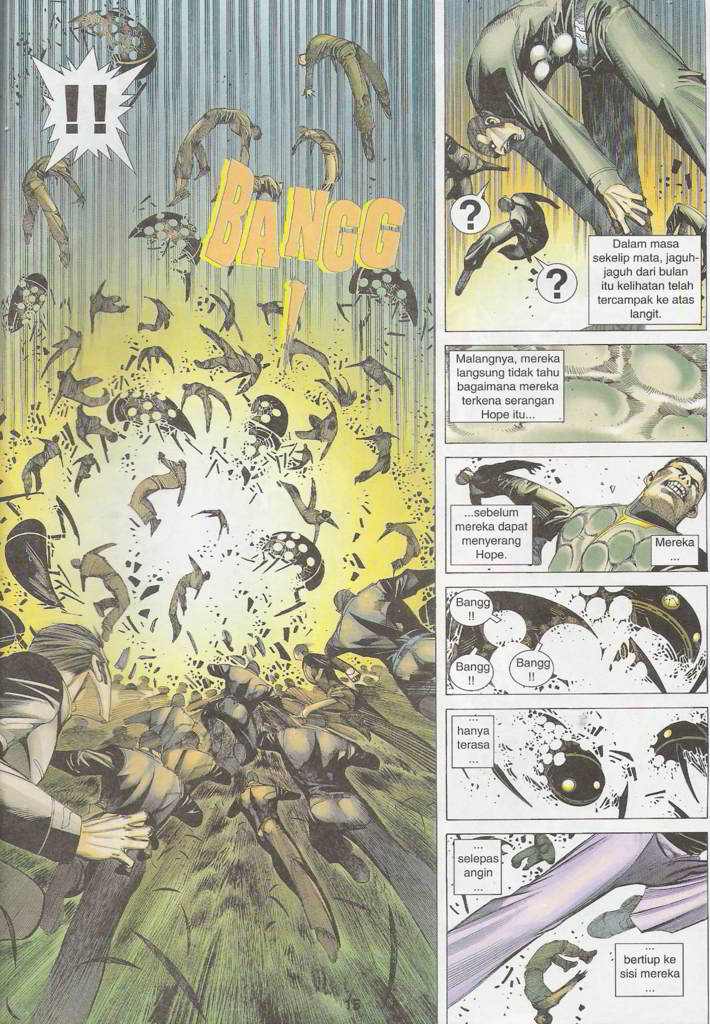 !!
BANGG
!
?
?
Dalam masa
sekelip mata, jaguh-
jaguh dari bulan
itu kelihatan telah
tercampak ke atas
langit.
Malangnya, mereka
langsung tidak tahu
bagaimana mereka
terkena serangan
Hope itu...
...sebelum
mereka dapat
menyerang
Hope.
Mereka
...
Bangg
!!
Bangg
!!
Bangg
!!
...
hanya
terasa
...
...
selepas
angin
...
...
bertiup ke
sisi mereka
...
15